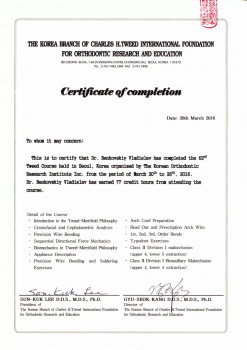 THE KOREA BRANCH OF CHARLES H.TWEED INTERNATIONAL FOUNDATION
FOR ORTHODONTIC RESEARCH AND EDUCATION
Certificate of completion
Date: 26th March 2016
To whom it may concern:
This is to certify that Dr. Benkovskiy Vladislav has completed the 62nd
Tweed Course held in Seoul, Korea organized by The Korean Orthodontic
Research Institute Inc. from the period of March 20th to 26th, 2016.
Dr. Benkovskiy Vladislav has earned 77 credit hours from attending the
course.
Detail of the Course:
- Introduction to the Tweed-Merrifield Philosophy
- Craniofacial and Cephalometric Analysis
- Precision Wire Bending
- Sequential Directional Force Mechanics
- Biomechanics in Tweed-Merrifield Philosophy
- Appliance Description
- Precision Wire Bending and Soldering
Exercises
- Arch Cord Preparation
- Read Out and Prescription Arch Wire
- 1st, 2nd, 3rd Order Bends
- Typodont Exercises
- Class II Division 1 malocclusion
(upper 4, lower 5 extraction)
- Class II Division 1 Bimaxillary Malocclusion
(upper 4, lower 4 extraction)
SUN-KUK LEE D.D.S., M.S., Ph.D.
President of
The Korean Branch of Charles H.Tweed International Foundation
for Orthodontic Research and Education
GYU-SEOK KANG D.D.S., M.S., Ph.D.
Director of
The Korean Branch of Charles H.Tweed International Foundation
for Orthodontic Research and Education